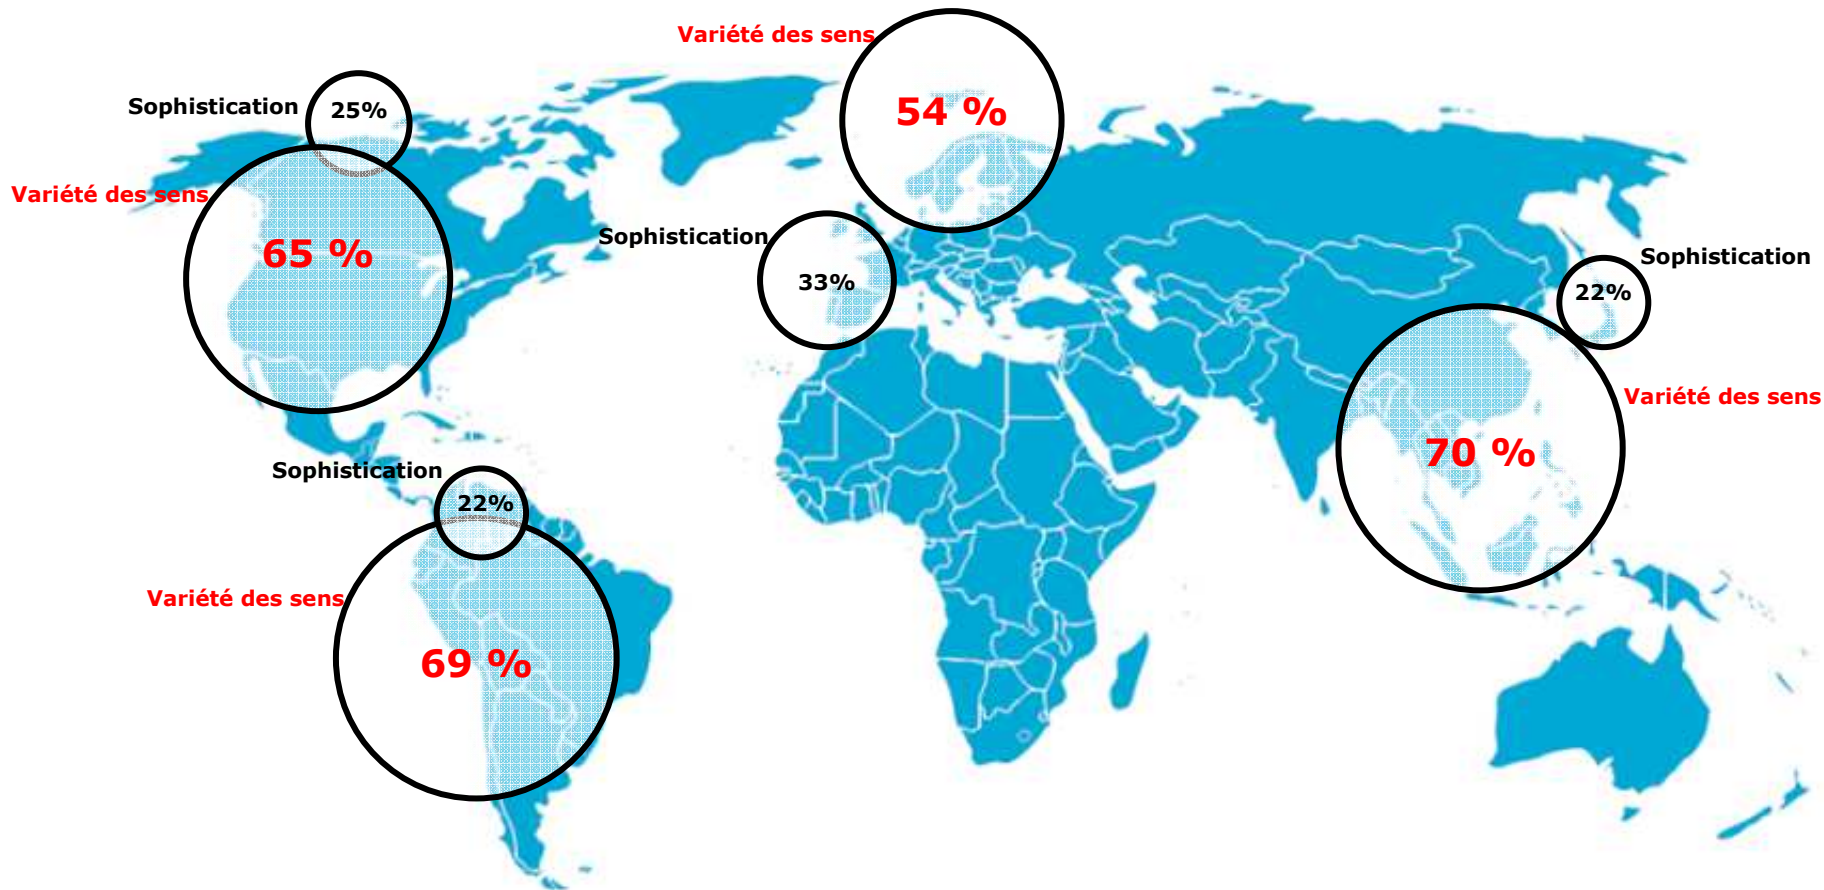 Variété des sens
54 %
Sophistication
25%
Variété des sens
65 %
Sophistication
33%
Sophistication
22%
Variété des sens
70 %
Sophistication
22%
Variété des sens
69 %